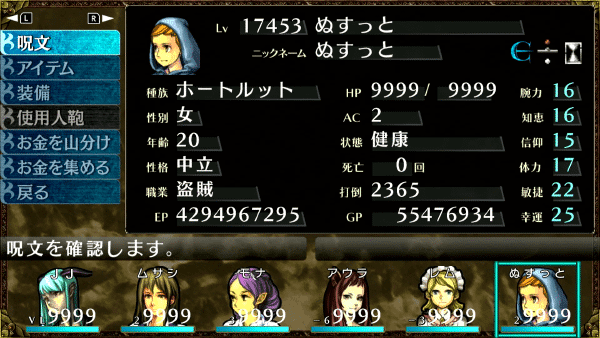 L R
呪文
アイテム
装備
使用人鞄
お金を山分け
お金を集める
戻る
Lv 17453 ぬすっと
ニックネーム ぬすっと
種族 ホートルット HP 9999 / 9999 腕力 16
性別 女 AC 2 知恵 16
年齢 20 状態 健康 信仰 15
性格 中立 死亡 0 回 体力 17
職業 盗賊 打倒 2365 敏捷 22
EP 4294967295 GP 55476934 幸運 25
呪文を確認します。
JJ ムサシ モナ アウラ レム ぬすっと
9999 9999 9999 9999 9999 9999